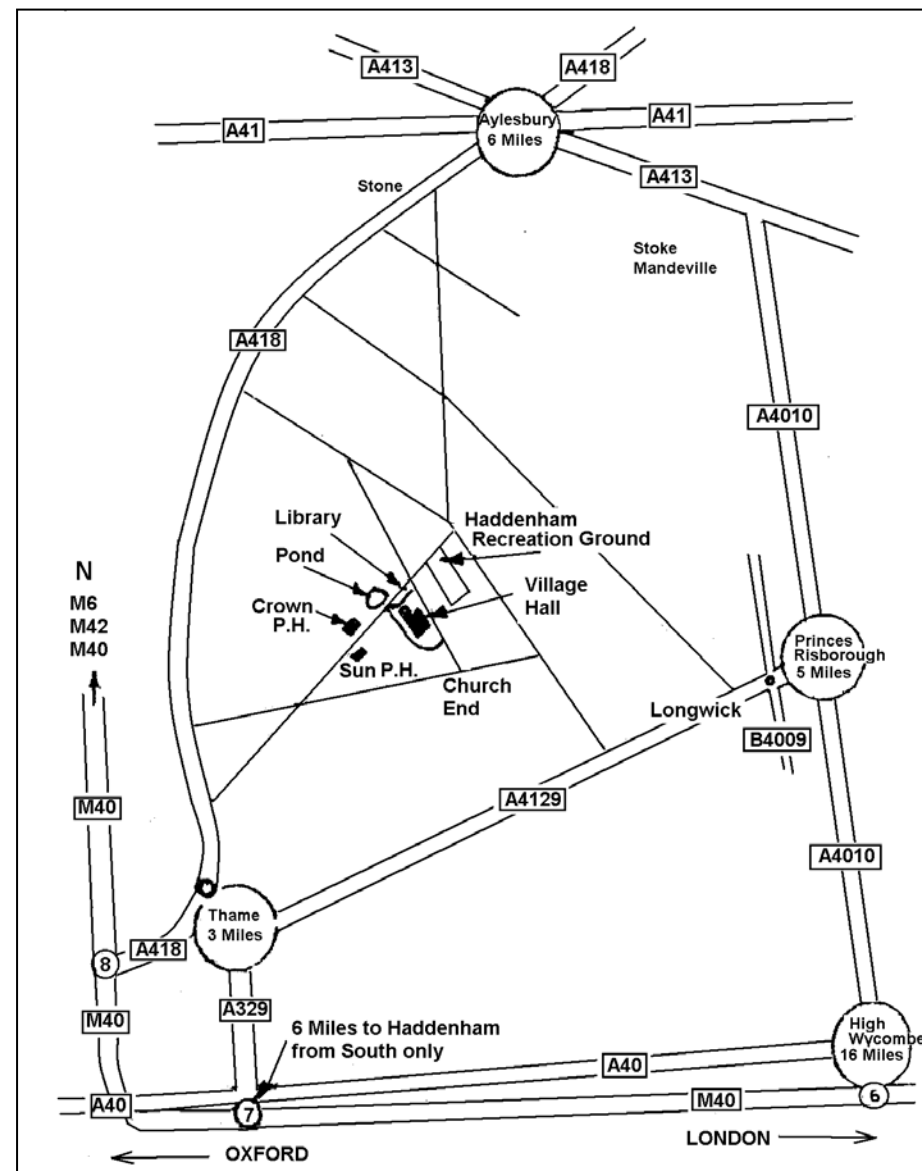 A413
A418
A41
Aylesbury
6 Miles
A41
A413
Stone
Stoke
Mandeville
A418
A4010
Library
Haddenham
Recreation Ground
Pond
Village
Hall
Crown
P.H.
Sun P.H.
Church
End
N
M6
M42
M40
Princes
Risborough
5 Miles
Longwick
B4009
M40
A4129
A4010
Thame
3 Miles
A418
8
A329
M40
6 Miles to Haddenham
from South only
High
Wycombe
16 Miles
A40
A40
7
M40
6
OXFORD
LONDON